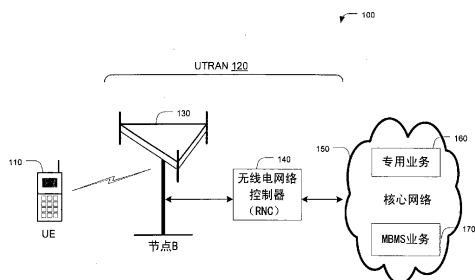 100
UTRAN 120
130
110
140
150
160
无线电网络
控制器
(RNC)
专用业务
核心网络
MBMS业务
170
UE
节点B